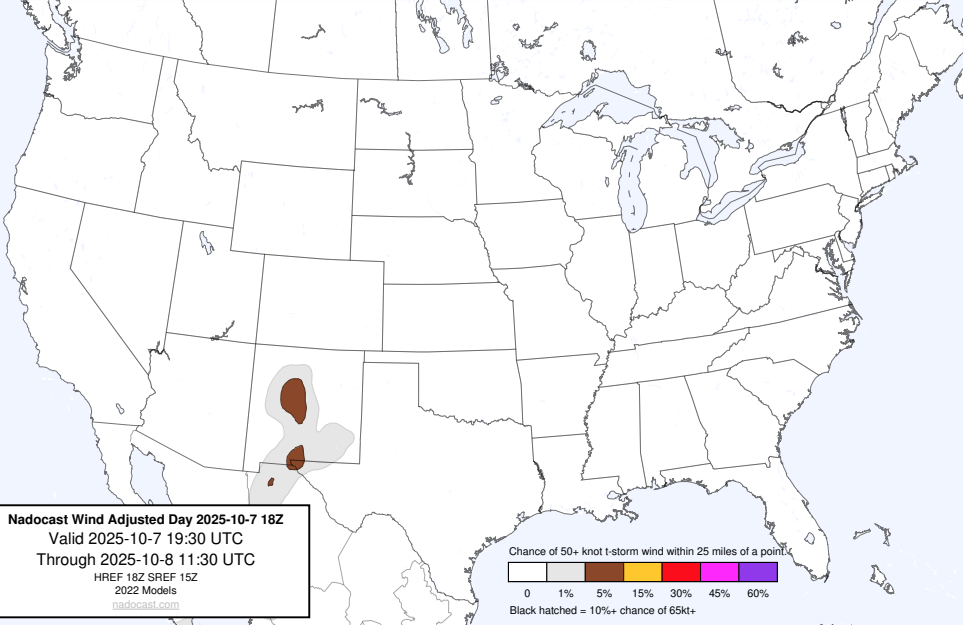 Nadocast Wind Adjusted Day 2025-10-7 18Z
Valid 2025-10-7 19:30 UTC
Through 2025-10-8 11:30 UTC
HREF 18Z SREF 15Z
2022 Models
nadocast.com
Chance of 50+ knot t-storm wind within 25 miles of a point.
0 1% 5% 15% 30% 45% 60%
Black hatched = 10%+ chance of 65kt+